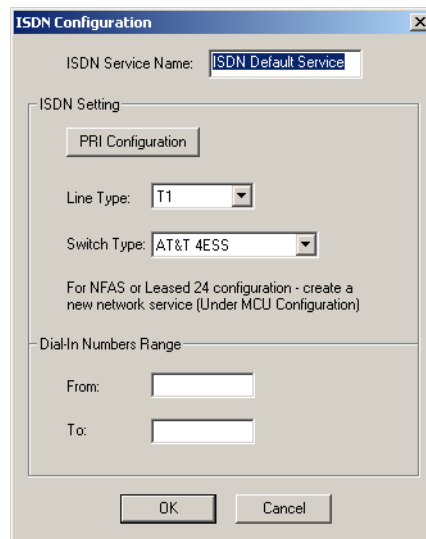 ISDN Configuration
ISDN Service Name: ISDN Default Service
ISDN Setting
PRI Configuration
Line Type: T1
Switch Type: AT&T 4ESS
For NFAS or Leased 24 configuration - create a
new network service (Under MCU Configuration)
Dial-In Numbers Range
From:
To:
OK Cancel